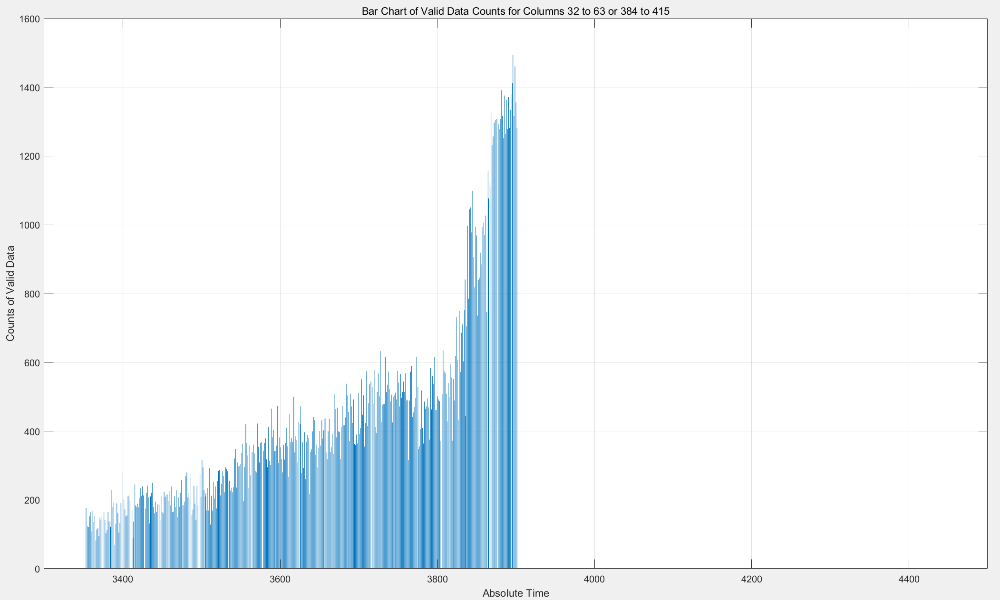 Bar Chart of Valid Data Counts for Columns 32 to 63 or 384 to 415
1600
1400
1200
1000
800
600
400
200
0
Counts of Valid Data
3400 3600 3800 4000 4200 4400
Absolute Time